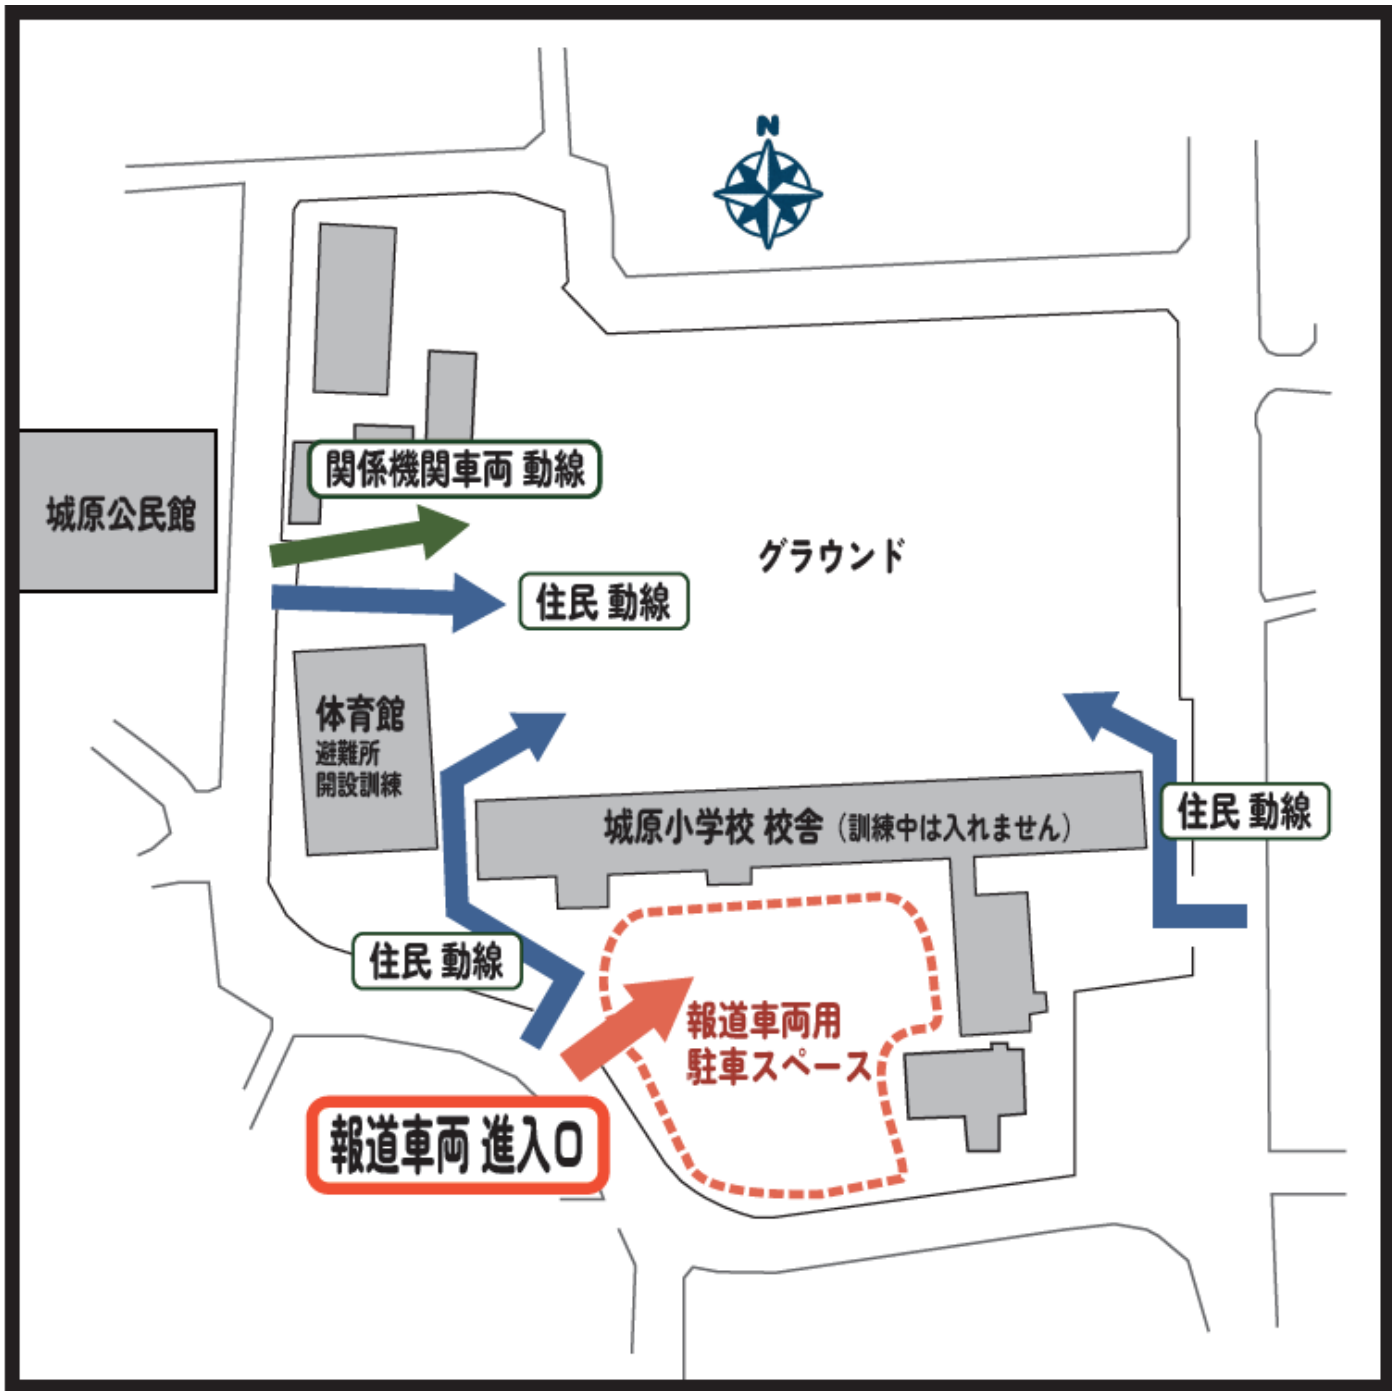 N
関係機関車両 動線
城原公民館
グラウンド
住民 動線
体育館
避難所
開設訓練
城原小学校 校舎（訓練中は入れません）
住民 動線
住民 動線
報道車両用
駐車スペース
報道車両 進入口